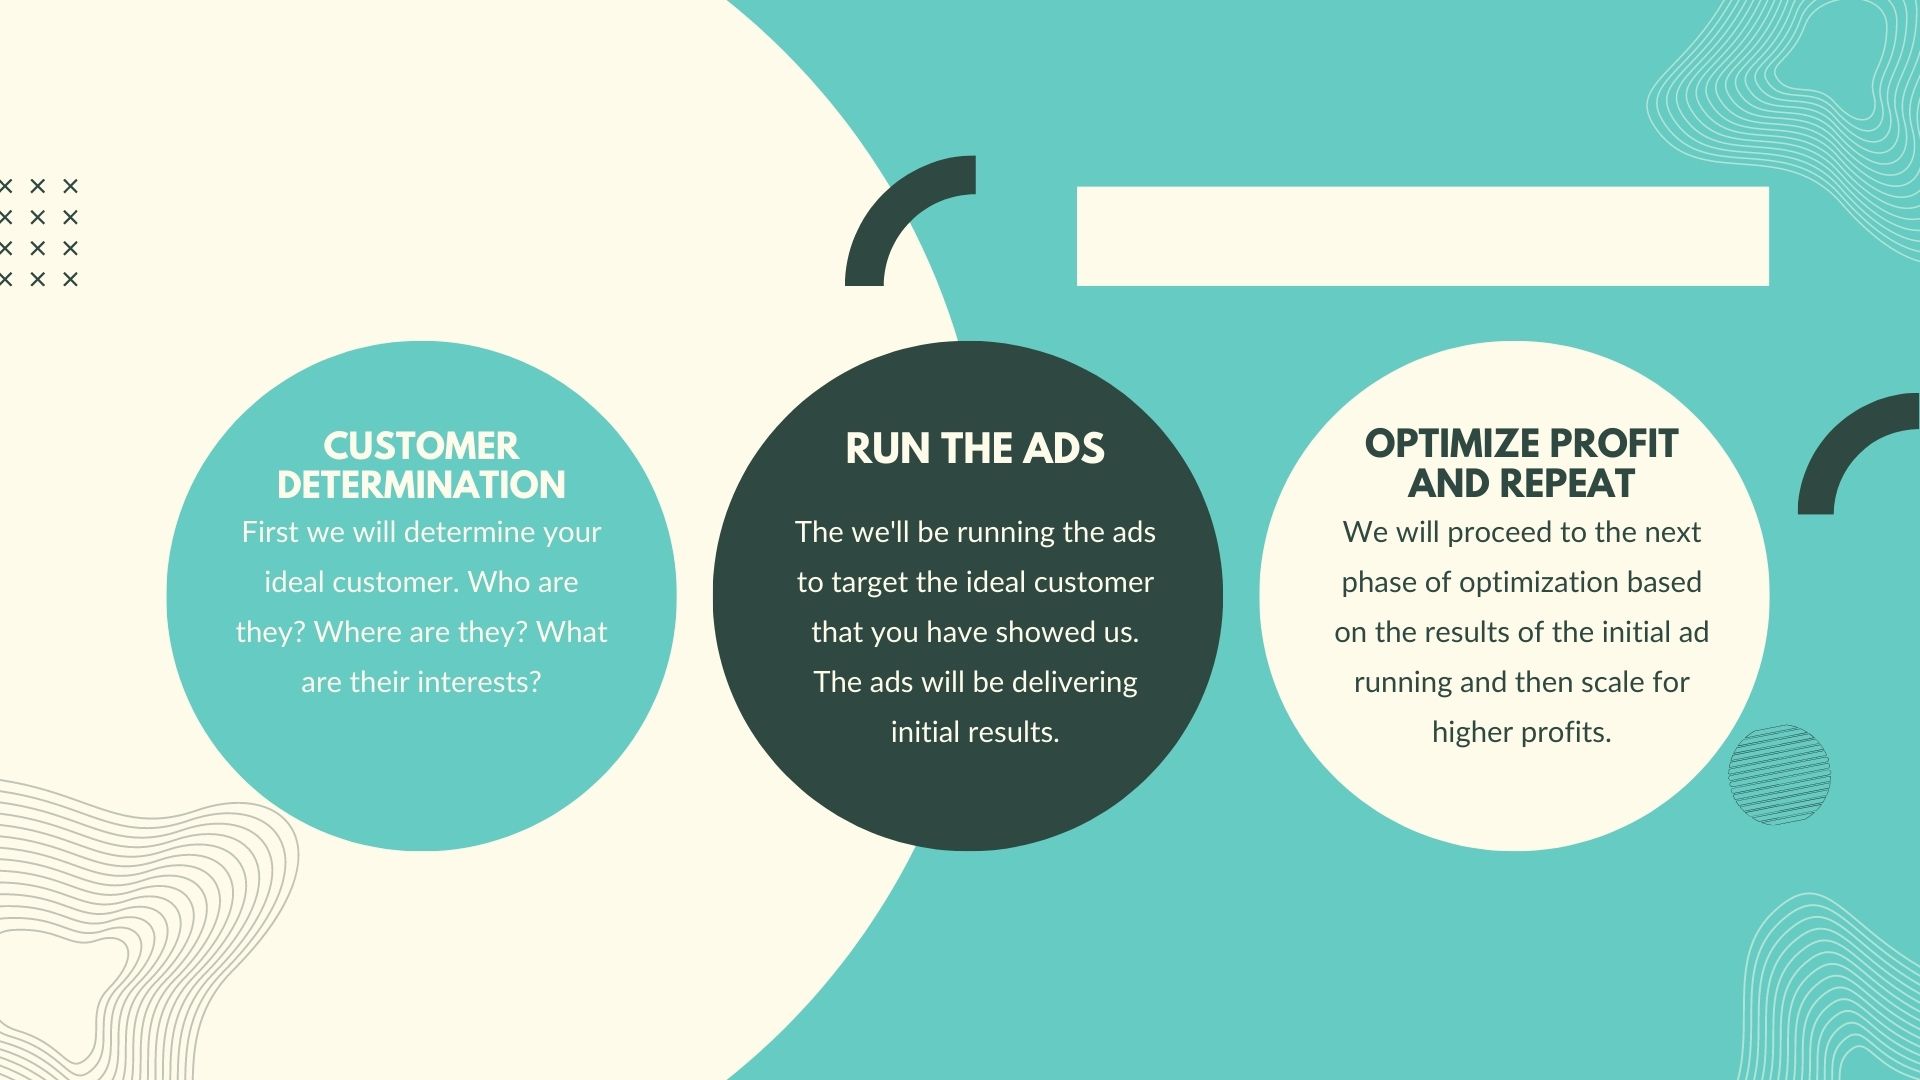 CUSTOMER
DETERMINATION
First we will determine your
ideal customer. Who are
they? Where are they? What
are their interests?
RUN THE ADS
The we'll be running the ads
to target the ideal customer
that you have showed us.
The ads will be delivering
initial results.
OPTIMIZE PROFIT
AND REPEAT
We will proceed to the next
phase of optimization based
on the results of the initial ad
running and then scale for
higher profits.